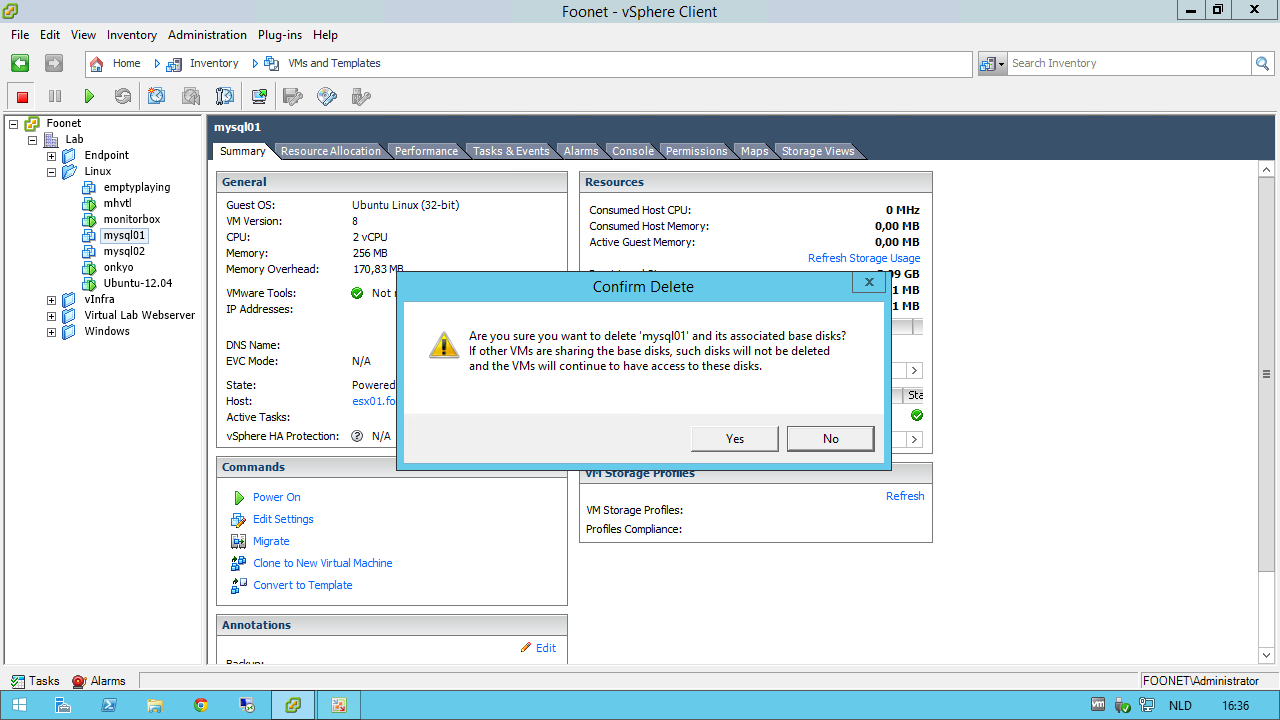 Foonet - vSphere Client
File Edit View Inventory Administration Plug-ins Help
Home Inventory VMs and Templates Search Inventory
Foonet
Lab
Endpoint
Linux
emptyplaying
mhvtl
monitorbox
mysql01
mysql02
onkyo
Ubuntu-12.04
vInfra
Virtual Lab Webserver
Windows
mysql01
Summary Resource Allocation Performance Tasks & Events Alarms Console Permissions Maps Storage Views
General
Guest OS: Ubuntu Linux (32-bit)
VM Version: 8
CPU: 2 vCPU
Memory: 256 MB
Memory Overhead: 170,83 MB
VMware Tools: Not
IP Addresses:
DNS Name:
EVC Mode: N/A
State: Powered
Host: esx01.fo
Active Tasks:
vSphere HA Protection: N/A
Resources
Consumed Host CPU: 0 MHz
Consumed Host Memory: 0,00 MB
Active Guest Memory: 0,00 MB
Refresh Storage Usage
09 GB
1 MB
1 MB
Sta
Confirm Delete
Are you sure you want to delete 'mysql01' and its associated base disks?
If other VMs are sharing the base disks, such disks will not be deleted
and the VMs will continue to have access to these disks.
Yes No
Commands
Power On
Edit Settings
Migrate
Clone to New Virtual Machine
Convert to Template
VM Storage Profiles
Refresh
VM Storage Profiles:
Profiles Compliance:
Annotations
Edit
Backup:
Tasks Alarms FOONET\Administrator
vm NLD 16:36